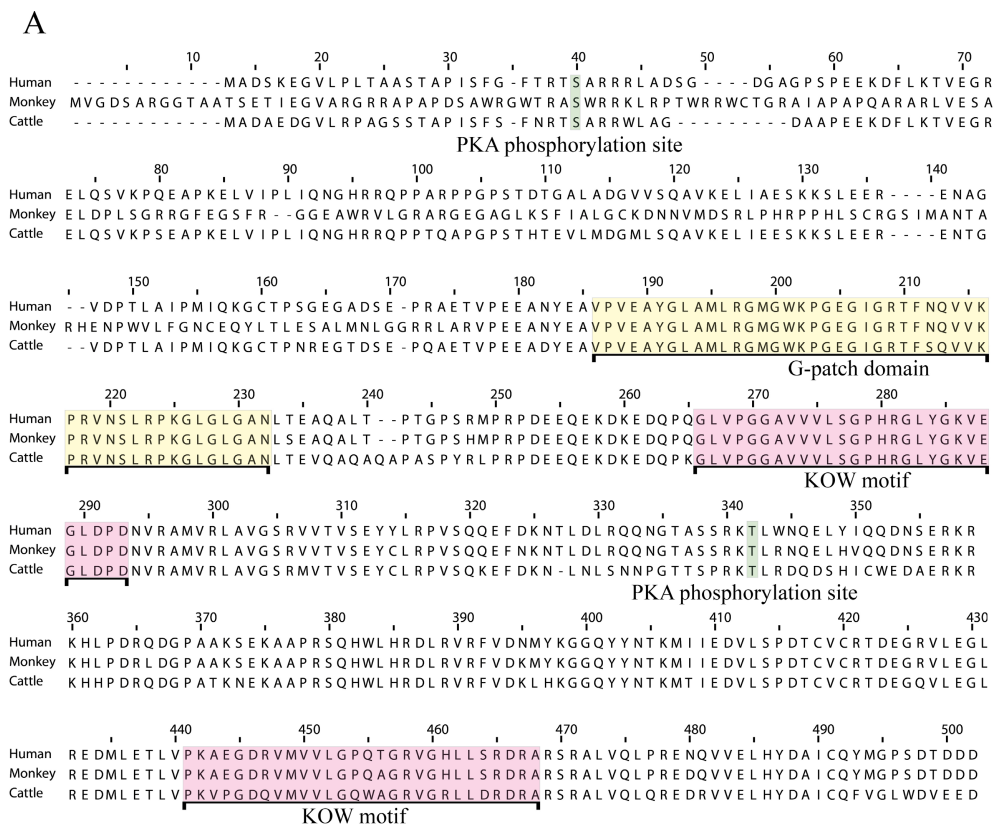 A
10 20 30 40 50 60 70
Human ------------MADSKEGVLPLTAASTAPISFG-FTRTSARRRLADSG----DGAGPSPEEKDFLKTVEGR
Monkey MVGDSARGGTAATSETIEGVARGRRAPAPDSAWRGWTRASWRRKLRPTWRRWCTGRAIAPAPQARARLVESA
Cattle ------------MADAEDGVLRPAGSSTAPISFS-FNRTSARRWLAG---------DAAPEEKDFLKTVEGR
PKA phosphorylation site
80 90 100 110 120 130 140
Human ELQSVKPQEAPKELVIPLIQNGHRRQPPARPPGPSTDTGALADGVVSQAVKELIAESKKSLEER----ENAG
Monkey ELDPLSGRRGFEGSFR--GGEAWRVLGRARGEGAGLKSFIALGCKDNNVMDSRLPHRPPHLSCRGSIMANTA
Cattle ELQSVKPSEAPKELVIPLIQNGHRRQPPTQAPGPSTHTEVLMDGMLSQAVKELIEESKKSLEER----ENTG
150 160 170 180 190 200 210
Human --VDPTLAIPMIQKGCTPSGEGADSE-PRAETVPEEANYEAVPVEAYGLAMLRGMGWKPGEGIGRTFNQVVK
Monkey RHENPWVLFGNCEQYLTLESALMNLGGRRLARVPEEANYEAVPVEAYGLAMLRGMGWKPGEGIGRTFNQVVK
Cattle --VDPTLAIPMIQKGCTPNREGTDSE-PQAETVPEEADYEAVPVEAYGLAMLRGMGWKPGEGIGRTFSQVVK
G-patch domain
220 230 240 250 260 270 280
Human PRVNSLRPKGLGLGANLTEAQALT--PTGPSRMPRPDEEQEKDKEDQPQGLVPGGAVVVLSGPHRGLYGKVE
Monkey PRVNSLRPKGLGLGANLSEAQALT--PTGPSHMPRPDEEQEKDKEDQPQGLVPGGAVVVLSGPHRGLYGKVE
Cattle PRVNSLRPKGLGLGANLTEVQAQAQAPASPYRLPRPDEEQEKDKEDQPKGLVPGGAVVVLSGPHRGLYGKVE
KOW motif
290 300 310 320 330 340 350
Human GLDPDNVRAMVRLAVGSRVVTVSEYYLRPVSQQEFDKNTLDLRQQNGTASSRKTLWNQELYIQQDNSERKR
Monkey GLDPDNVRAMVRLAVGSRVVTVSEYCLRPVSQQEFNKNTLDLRQQNGTASSRKTLRNQELHVQQDNSERKR
Cattle GLDPDNVRAMVRLAVGSRMVTVSEYCLRPVSQKEFDKN-LNLSNNPGTTSPRKTLRDQDSHICWEDAERKR
PKA phosphorylation site
360 370 380 390 400 410 420 430
Human KHLPDRQDGPAAKSEKAAPRSQHWLHRDLRVRFVDNMYKGGQYYNTKMIIEDVLSPDTCVCRTDEGRVLEGL
Monkey KHLPDRLDGPAAKSEKAAPRSQHWLHRDLRVRFVDKMYKGGQYYNTKMIIEDVLSPDTCVCRTDEGRVLEGL
Cattle KHHPDRQDGPATKNEKAAPRSQHWLHRDLRVRFVDKLHKGGQYYNTKMTIEDVLSPDTCVCRTDEGQVLEGL
440 450 460 470 480 490 500
Human REDMLETLVPKAEGDRVMVVLGPQTGRVGHLLSRDRARSRALVQLPRENQVVELHYDAICQYMGPSDTDDD
Monkey REDMLETLVPKAEGDRVMVVLGPQAGRVGHLLSRDRARSRALVQLPREDQVVELHYDAICQYMGPSDTDDD
Cattle REDMLETLVPKVPGDQVMVVLGQWAGRVGRLLDRDRARSRALVQLQREDRVVELHYDAICQFVGLWDVEED
KOW motif